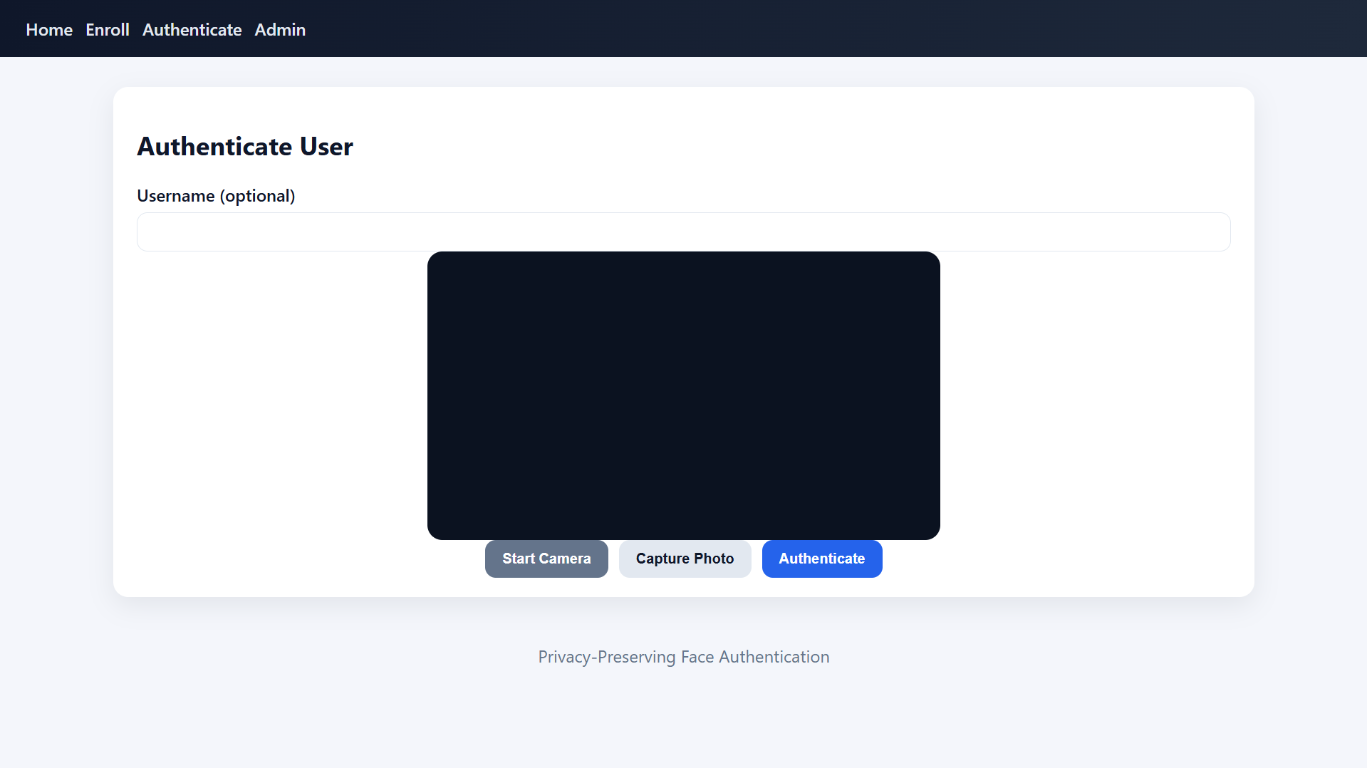 Home Enroll Authenticate Admin
Authenticate User
Username (optional)
Start Camera Capture Photo Authenticate
Privacy-Preserving Face Authentication